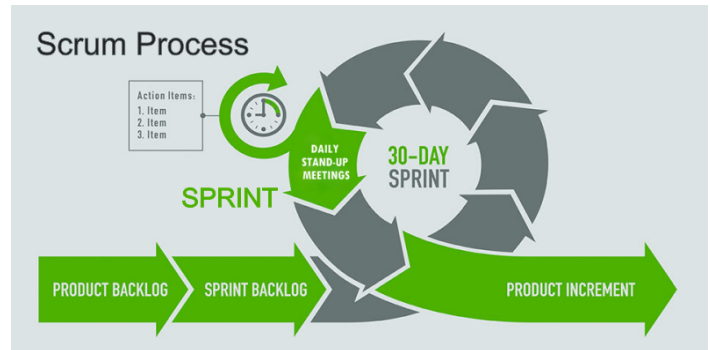 Scrum Process
Action Items:
1. Item
2. Item
3. Item
DAILY
STAND-UP
MEETINGS
30-DAY
SPRINT
SPRINT
PRODUCT BACKLOG
SPRINT BACKLOG
PRODUCT INCREMENT